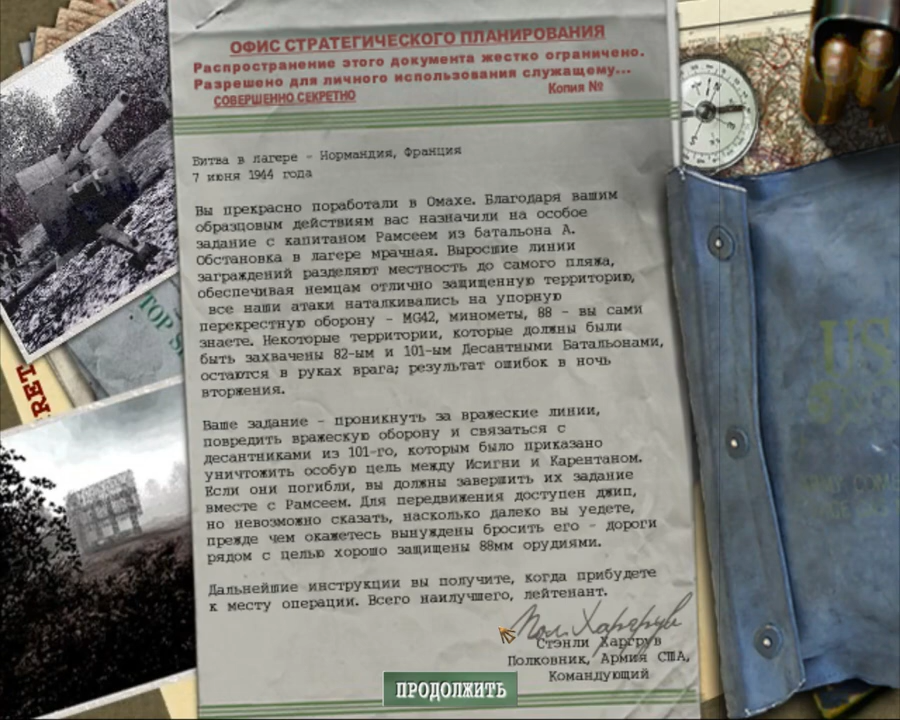 ОФИС СТРАТЕГИЧЕСКОГО ПЛАНИРОВАНИЯ
Распространение этого документа жестко ограничено.
Разрешено для личного использования служащему...
СОВЕРШЕННО СЕКРЕТНО Копия №
Битва в лагере - Нормандия, Франция
7 июня 1944 года
Вы прекрасно поработали в Омахе. Благодаря вашим
образцовым действиям вас назначили на особое
задание с капитаном Рамсеем из батальона А.
Обстановка в лагере мрачная. Выросшие линии
заграждений разделяют местность до самого пляжа,
обеспечивая немцам отлично защищенную территорию,
все наши атаки наталкивались на упорную
перекрестную оборону - MG42, минометы, 88 - вы сами
знаете. Некоторые территории, которые должны были
быть захвачены 82-ым и 101-ым Десантными Батальонами,
остаются в руках врага; результат ошибок в ночь
вторжения.
Ваше задание - проникнуть за вражеские линии,
повредить вражескую оборону и связаться с
десантниками из 101-го, которым было приказано
уничтожить особую цель между Исигни и Карентаном.
Если они погибли, вы должны завершить их задание
вместе с Рамсеем. Для передвижения доступен джип,
но невозможно сказать, насколько далеко вы уедете,
прежде чем окажетесь вынуждены бросить его - дороги
рядом с целью хорошо защищены 88мм орудиями.
Дальнейшие инструкции вы получите, когда прибудете
к месту операции. Всего наилучшего, лейтенант.
Пол Харгрув
Стэнли Харгрув
Полковник, Армия США,
Командующий
ПРОДОЛЖИТЬ
TOP S
RET
US